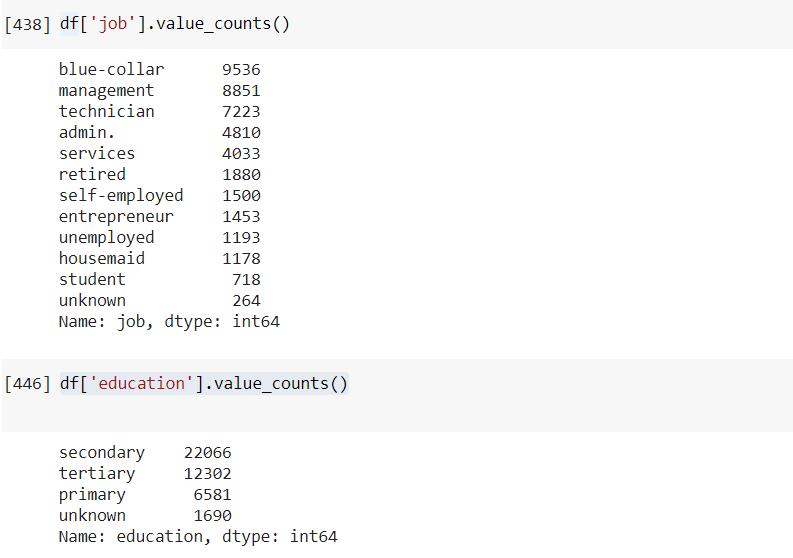 [438] df['job'].value_counts()
blue-collar 9536
management 8851
technician 7223
admin. 4810
services 4033
retired 1880
self-employed 1500
entrepreneur 1453
unemployed 1193
housemaid 1178
student 718
unknown 264
Name: job, dtype: int64
[446] df['education'].value_counts()
secondary 22066
tertiary 12302
primary 6581
unknown 1690
Name: education, dtype: int64